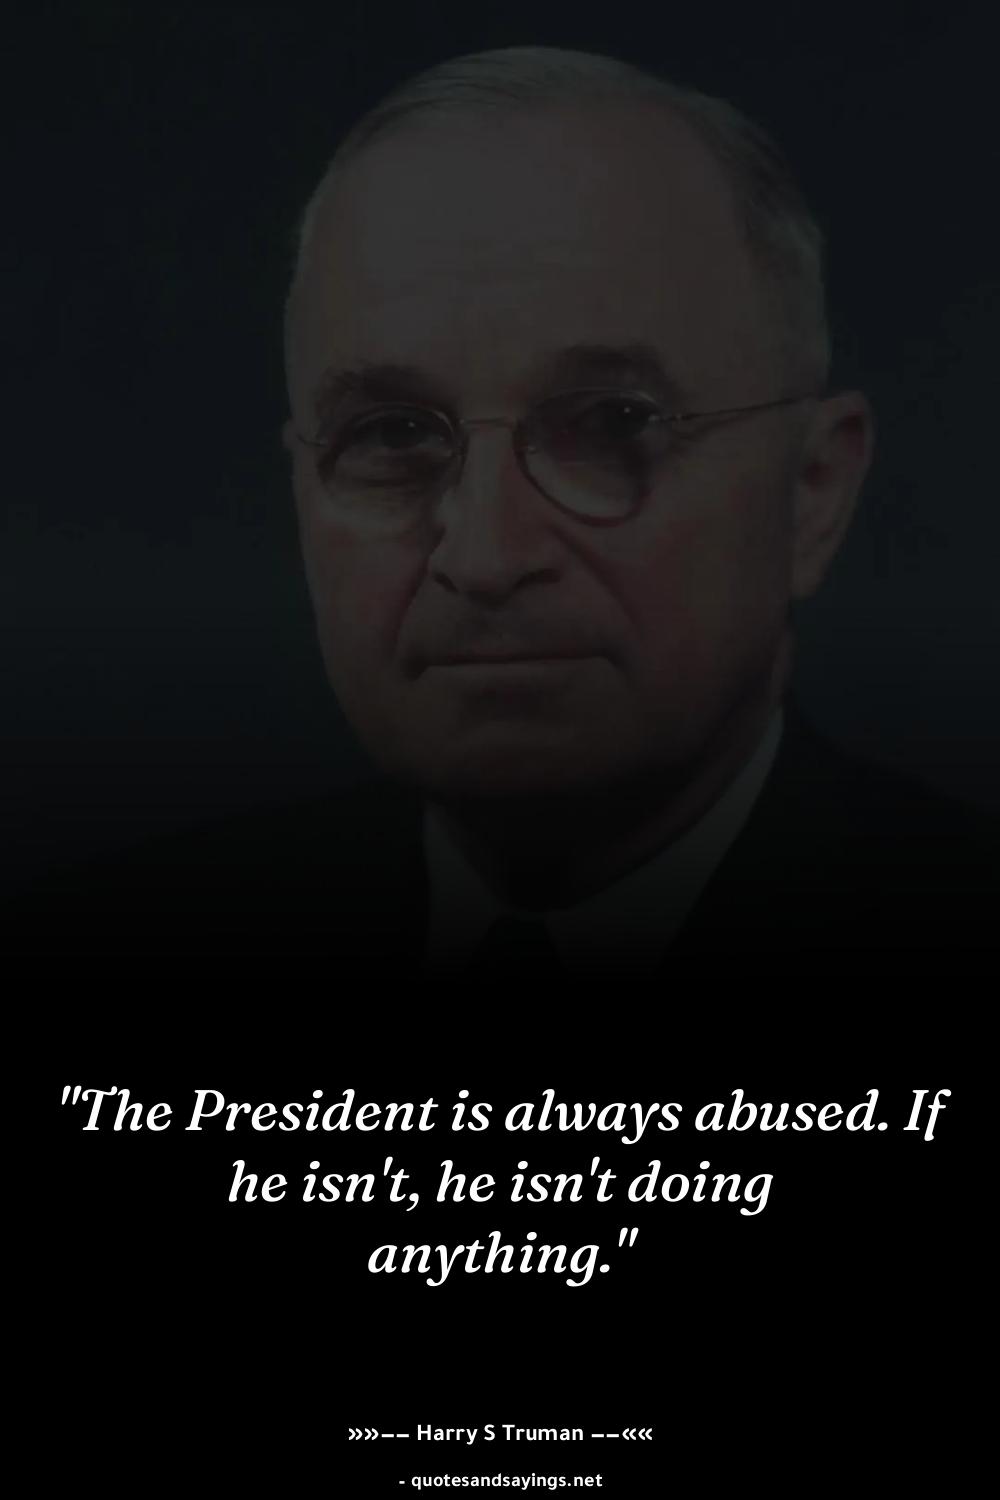 "The President is always abused. If
he isn't, he isn't doing
anything."
»»–– Harry S Truman ––««
- quotesandsayings.net